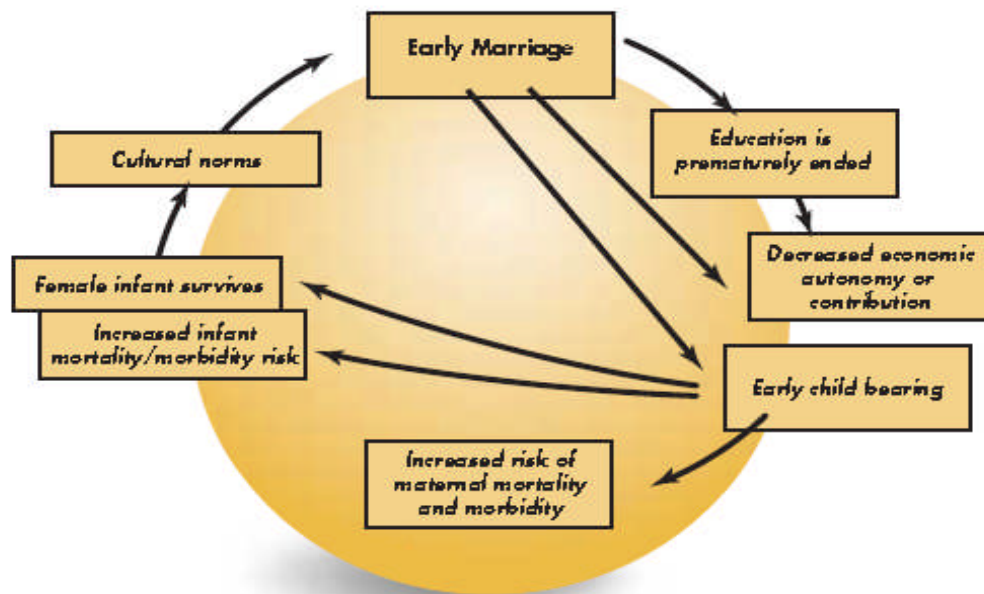 Early Marriage
Education is
prematurely ended
Cultural norms
Decreased economic
autonomy or
contribution
Female infant survives
Increased infant
mortality/morbidity risk
Early child bearing
Increased risk of
maternal mortality
and morbidity